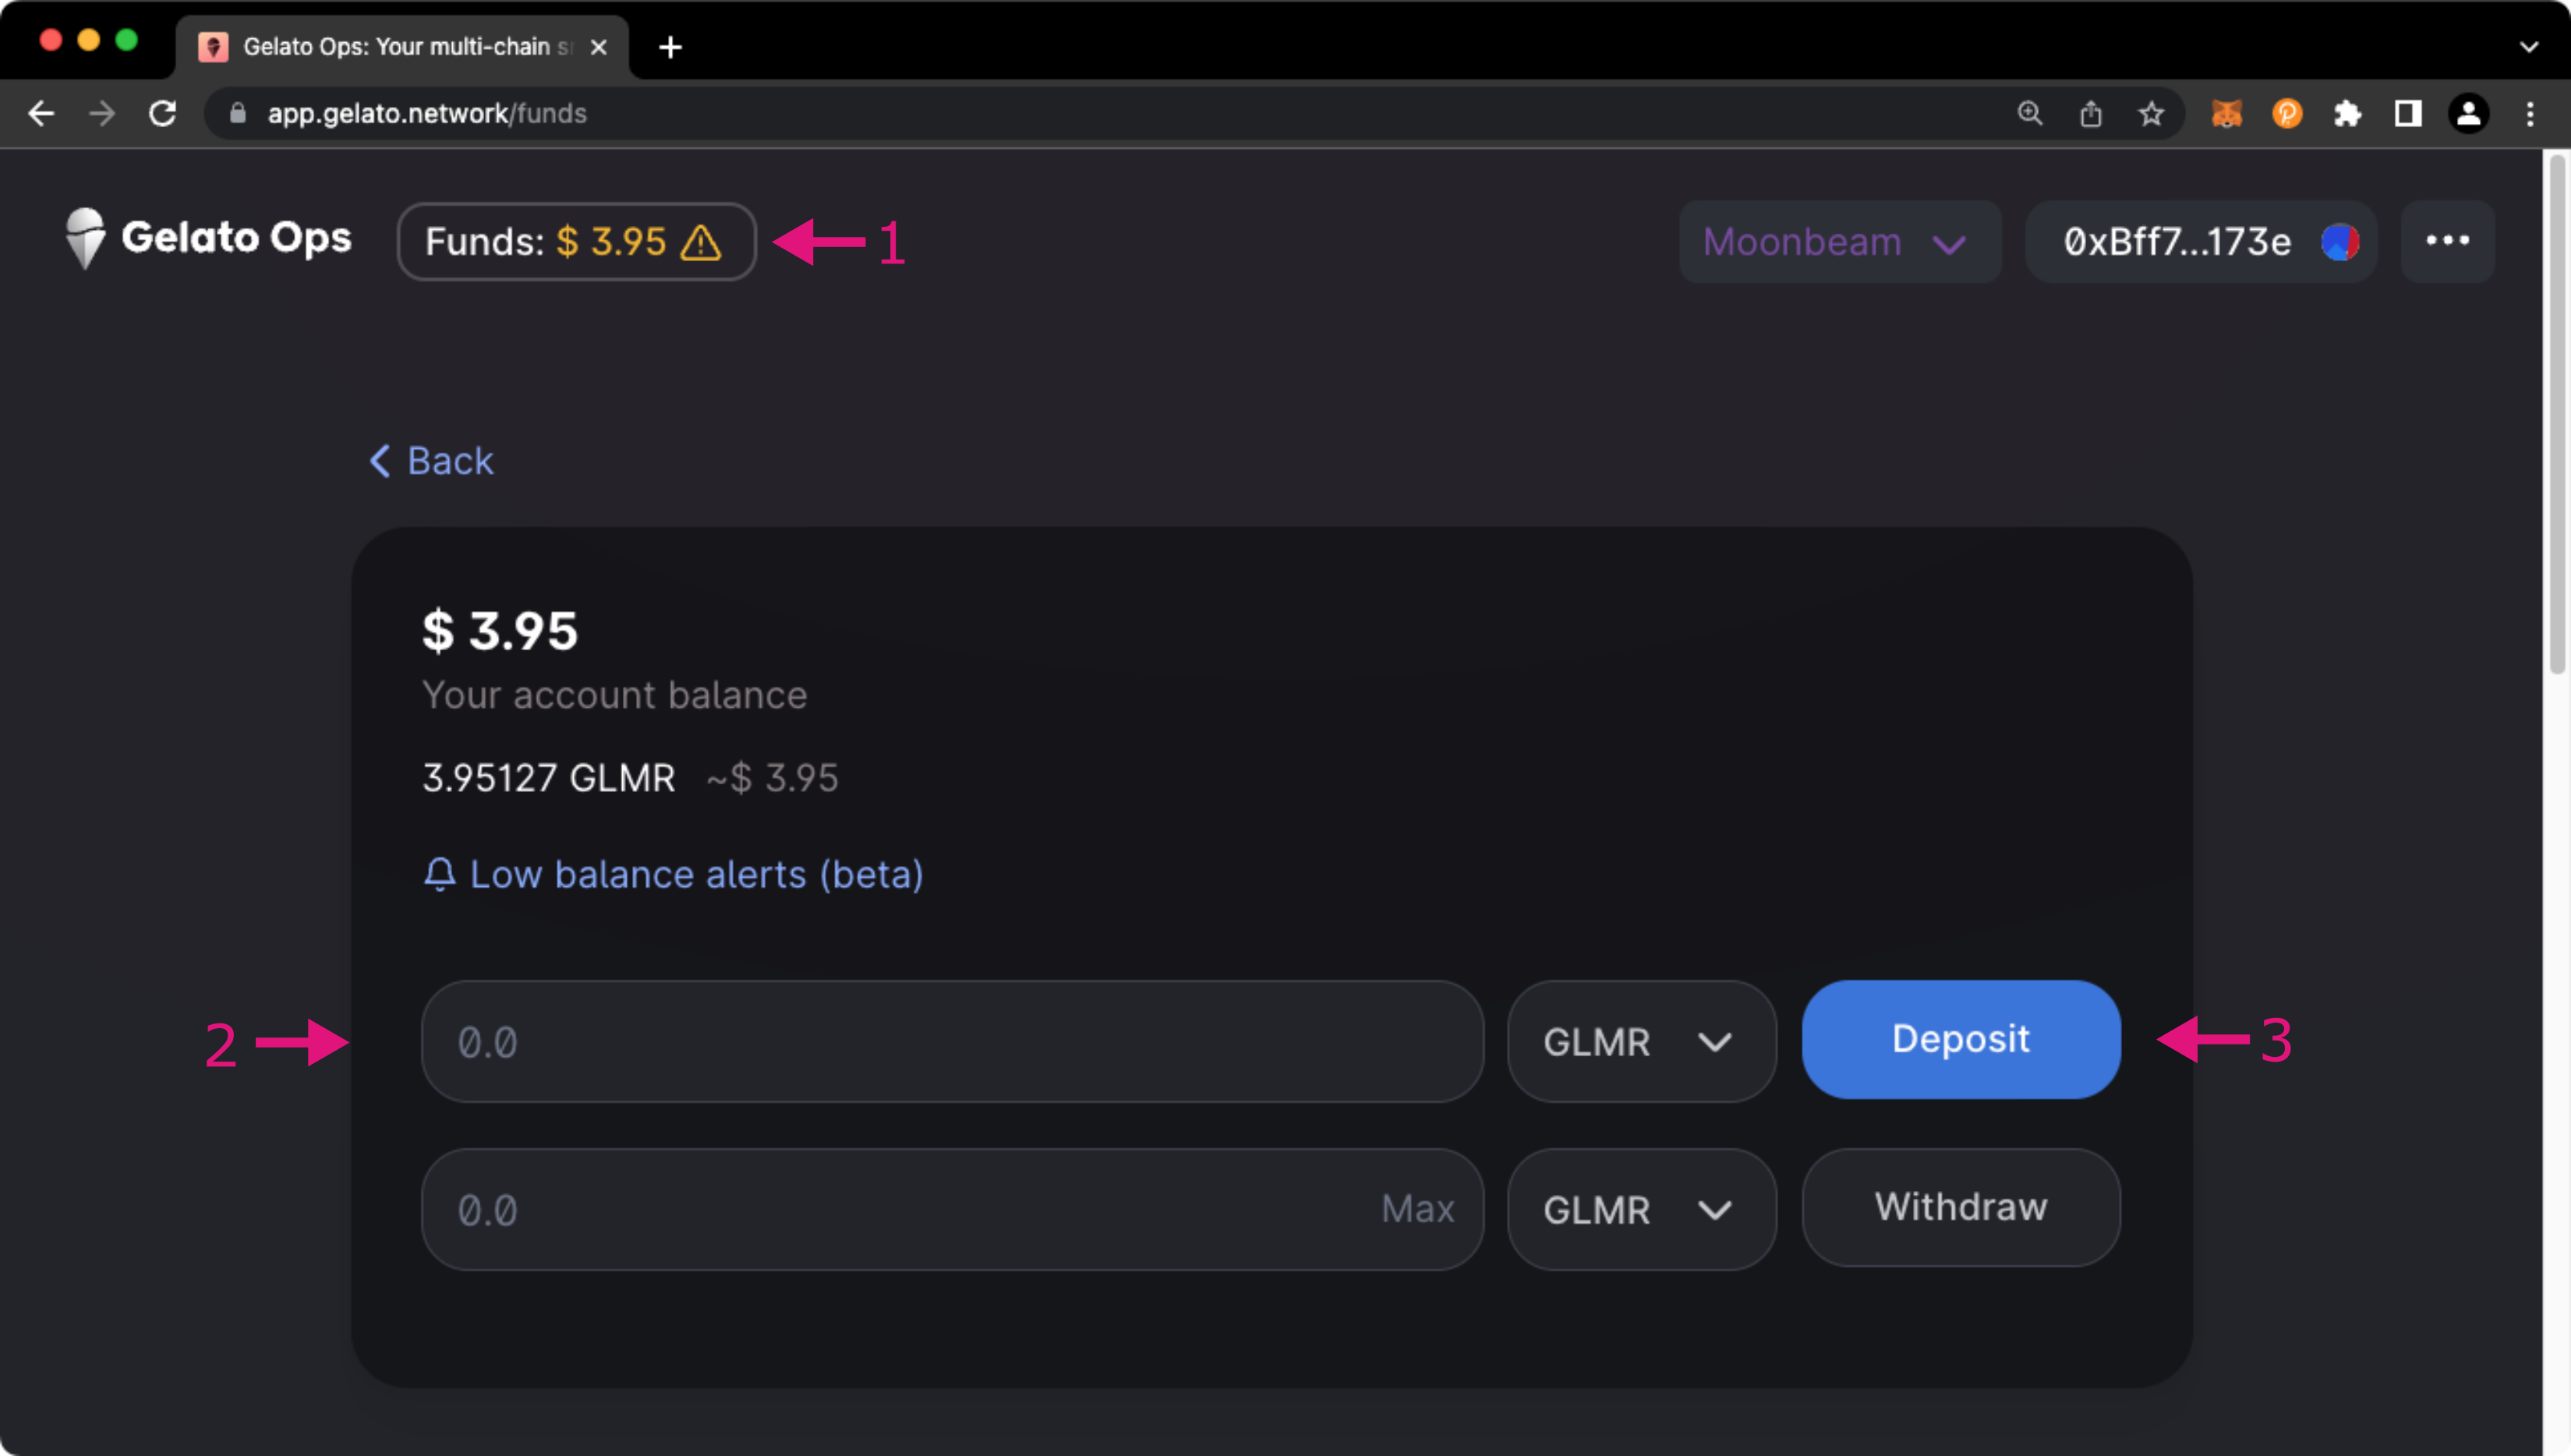 Gelato Ops: Your multi-chain
app.gelato.network/funds
Gelato Ops
Funds: $ 3.95
1
Moonbeam
0xBff7...173e
Back
$ 3.95
Your account balance
3.95127 GLMR ~$ 3.95
Low balance alerts (beta)
2
0.0
GLMR
Deposit
3
0.0
Max
GLMR
Withdraw